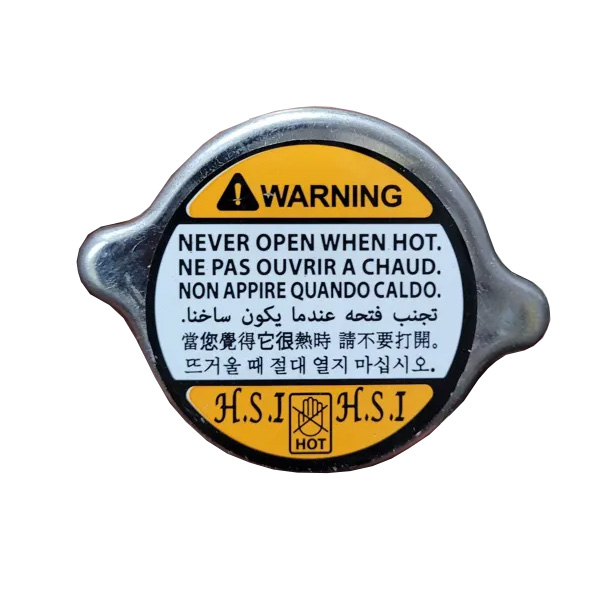 WARNING
NEVER OPEN WHEN HOT.
NE PAS OUVRIR A CHAUD.
NON APPIRE QUANDO CALDO.
تجنب فتحه عندما يكون ساخنا.
當您覺得它很熱時 請不要打開。
뜨거울 때 절대 열지 마십시오.
H.S.I H.S.I
HOT